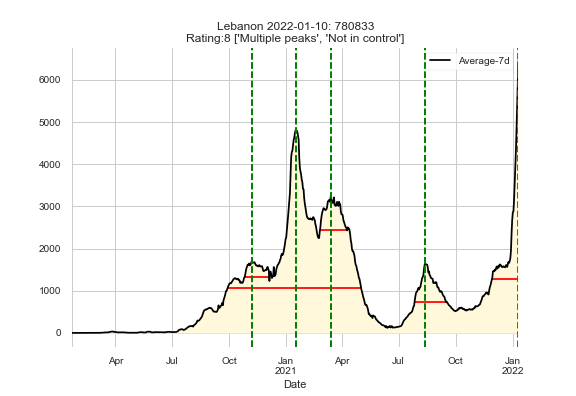 Lebanon 2022-01-10: 780833
Rating:8 ['Multiple peaks', 'Not in control']
Average-7d
6000
5000
4000
3000
2000
1000
0
Apr Jul Oct Jan Apr Jul Oct Jan
2021 2022
Date